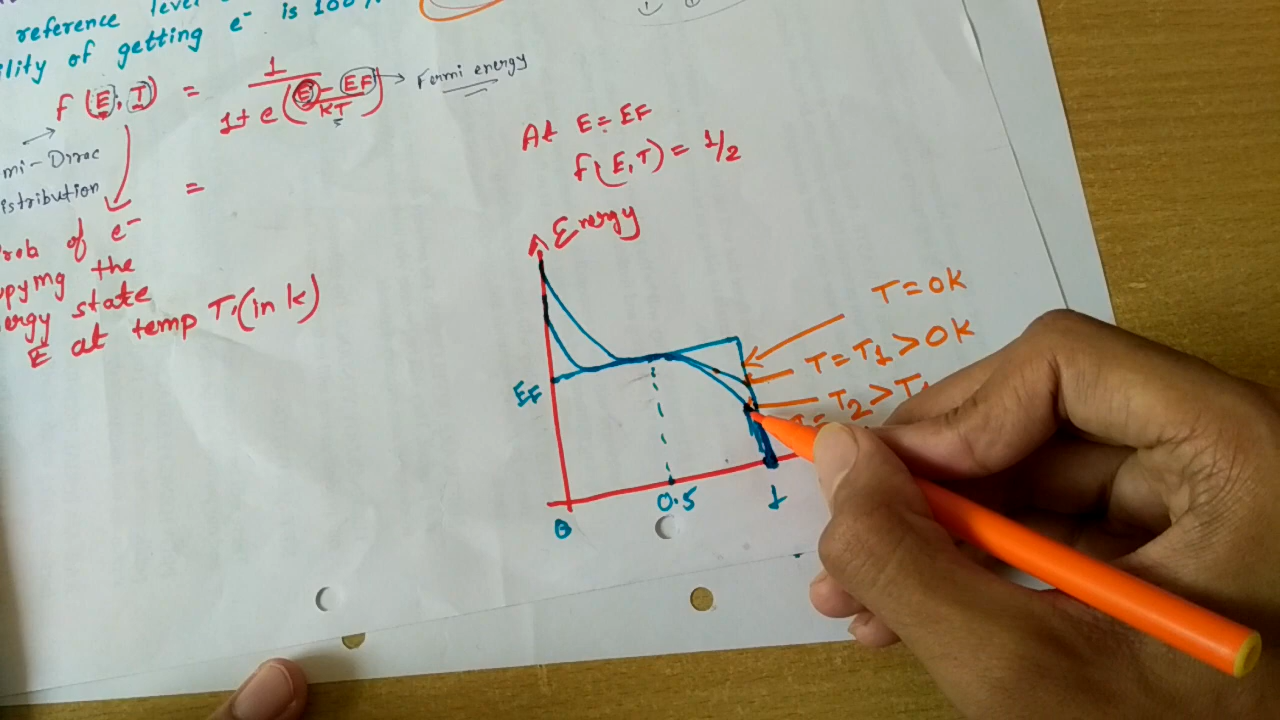 reference level
ility of getting e⁻ is 100%
f (E, T) = 1 / 1+ e (E - EF / KT) → Fermi energy
mi-Dirac
istribution
=
rob of e⁻
upying the
ergy state
E at temp T, (in k)
At E = EF
f(E,T) = 1/2
Energy
EF
T = 0k
T = T1 > 0k
T = T2 > T1
0
0.5
1